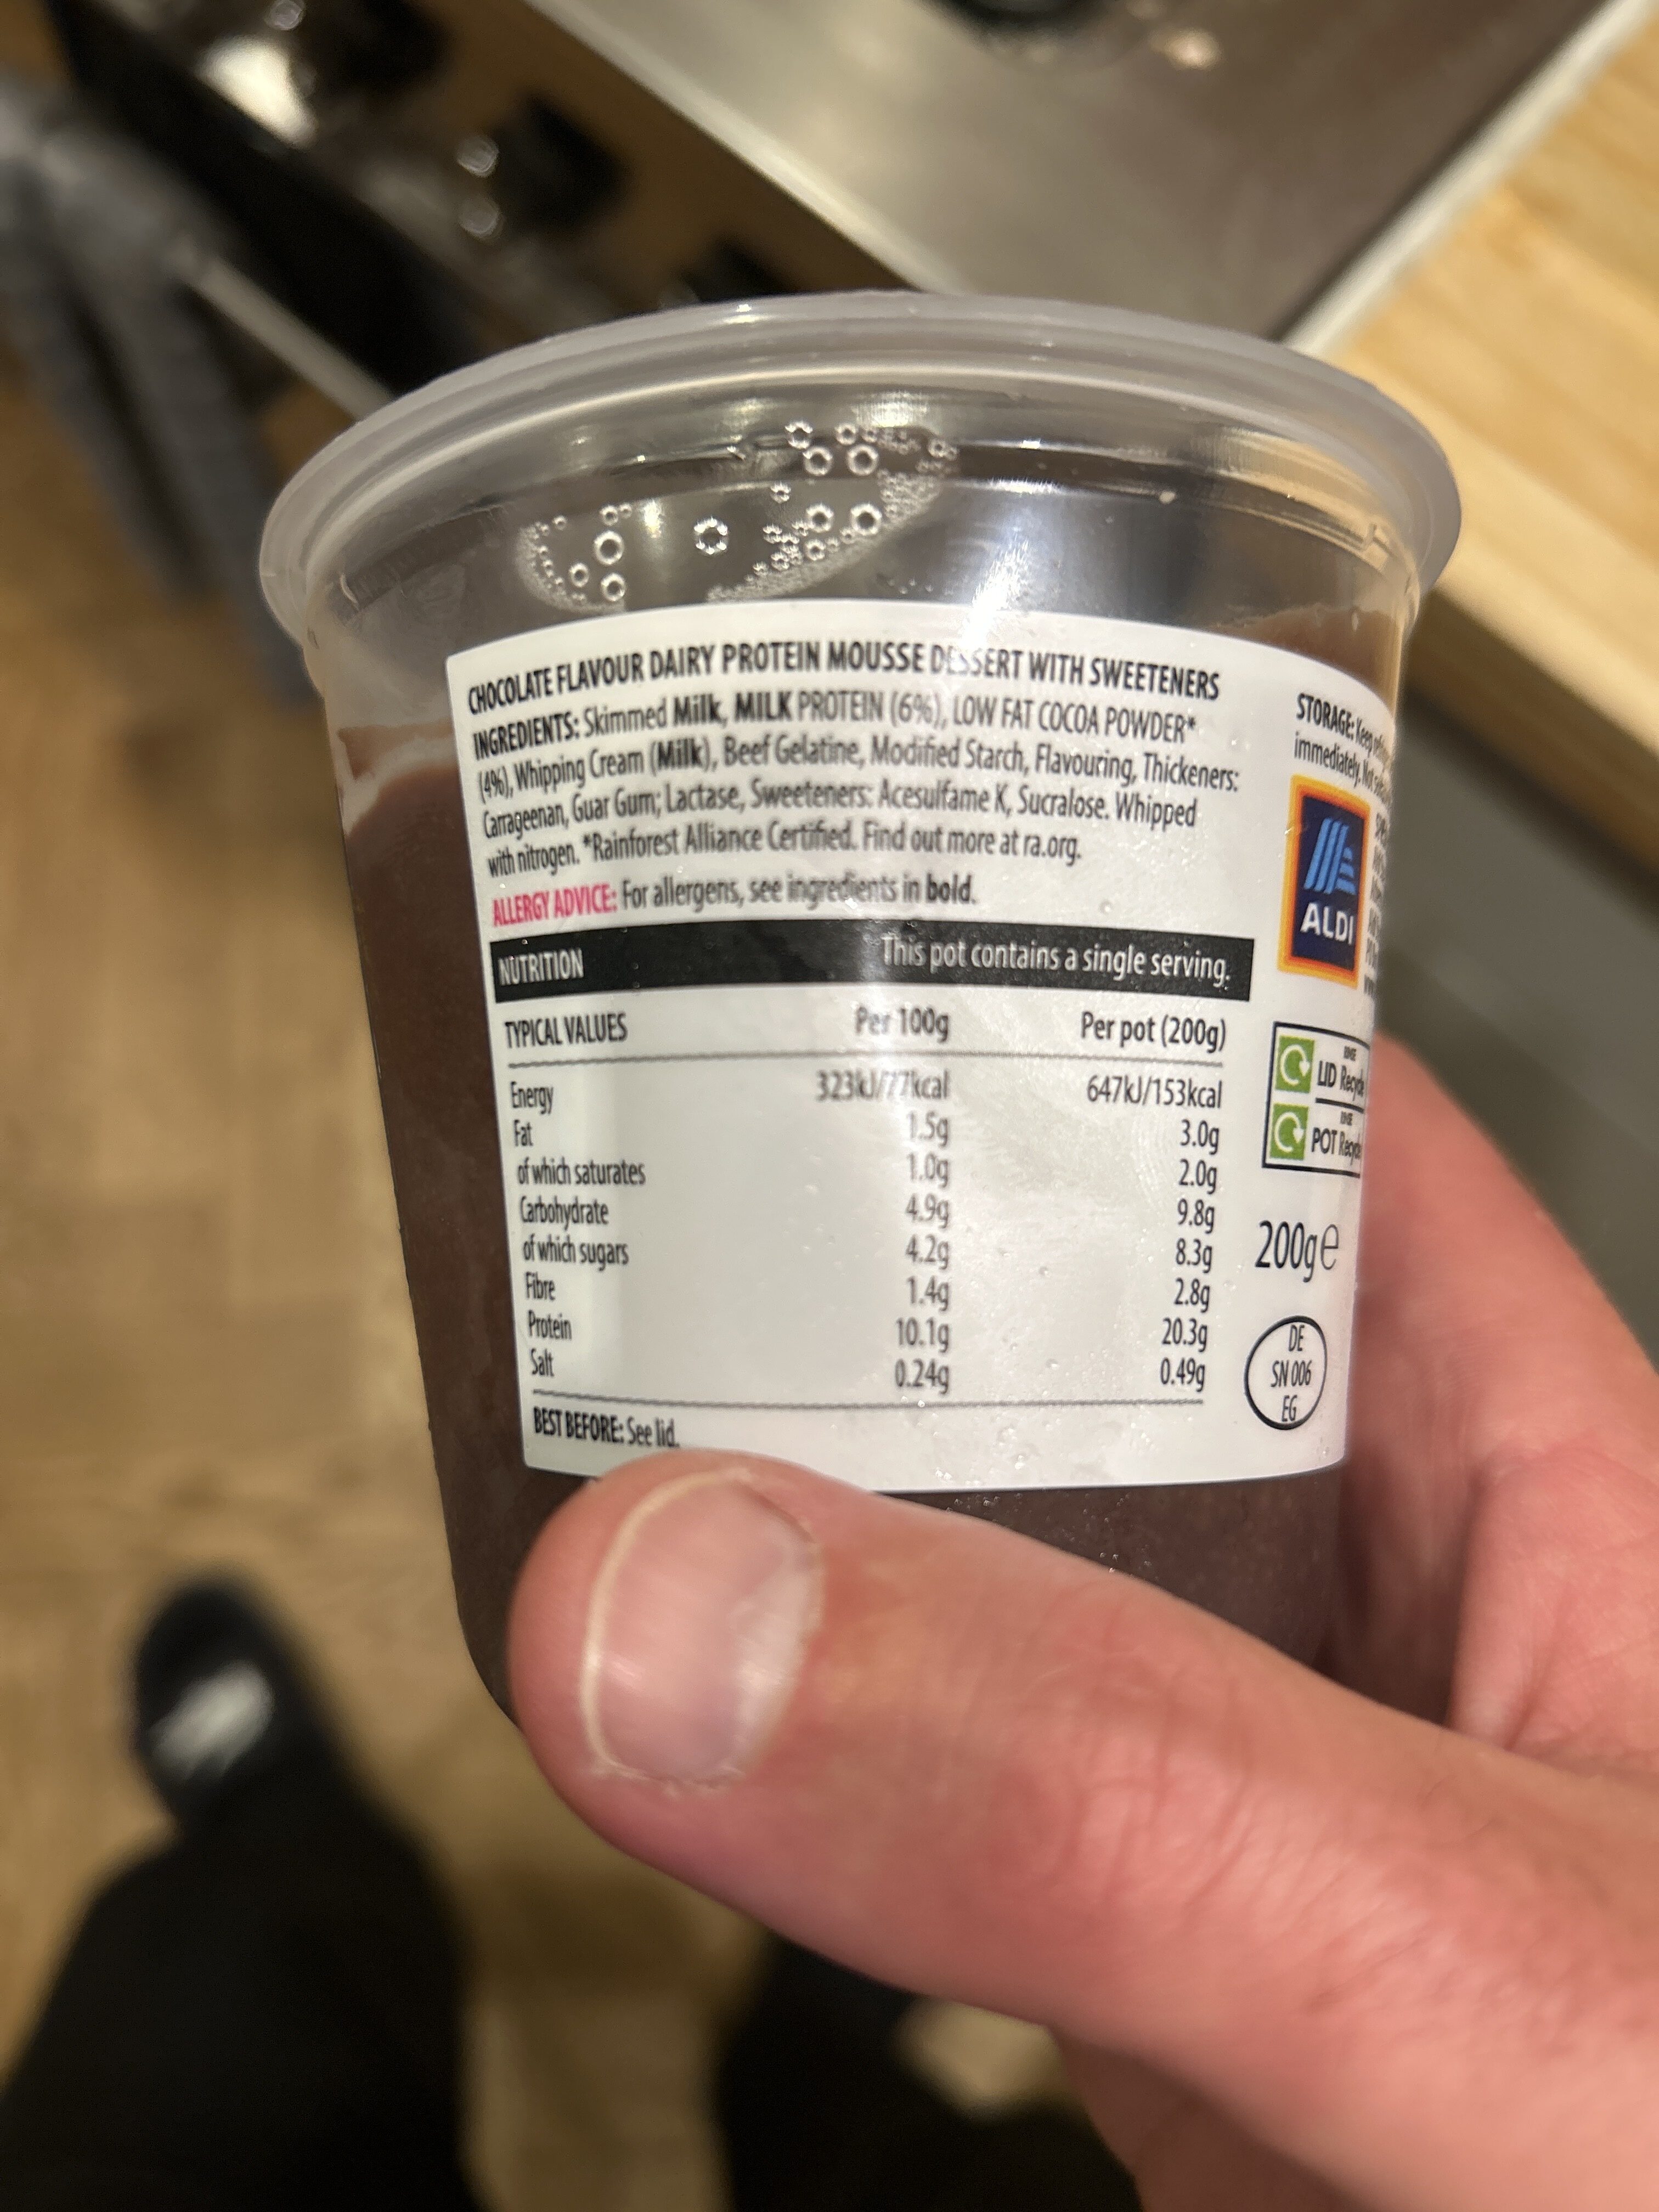 CHOCOLATE FLAVOUR DAIRY PROTEIN MOUSSE DESSERT WITH SWEETENERS
INGREDIENTS: Skimmed Milk, MILK PROTEIN (6%), LOW FAT COCOA POWDER*
(4%), Whipping Cream (Milk), Beef Gelatine, Modified Starch, Flavouring, Thickeners:
Carrageenan, Guar Gum; Lactase, Sweeteners: Acesulfame K, Sucralose. Whipped
with nitrogen. *Rainforest Alliance Certified. Find out more at ra.org.
ALLERGY ADVICE: For allergens, see ingredients in bold.
NUTRITION This pot contains a single serving.
TYPICAL VALUES Per 100g Per pot (200g)
Energy 323kJ/77kcal 647kJ/153kcal
Fat 1.5g 3.0g
of which saturates 1.0g 2.0g
Carbohydrate 4.9g 9.8g
of which sugars 4.2g 8.3g
Fibre 1.4g 2.8g
Protein 10.1g 20.3g
Salt 0.24g 0.49g
BEST BEFORE: See lid.
STORAGE: Keep
immediately. Not
ALDI
RINSE
LID
RINSE
POT
200g e
DE
SN 006
EG